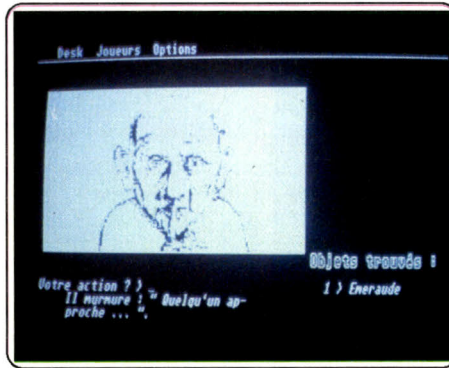 Desk Joueurs Options
Objets trouvés :
1 > Emeraude
Votre action ? > _
Il murmure : " Quelqu'un ap-
proche ... ".